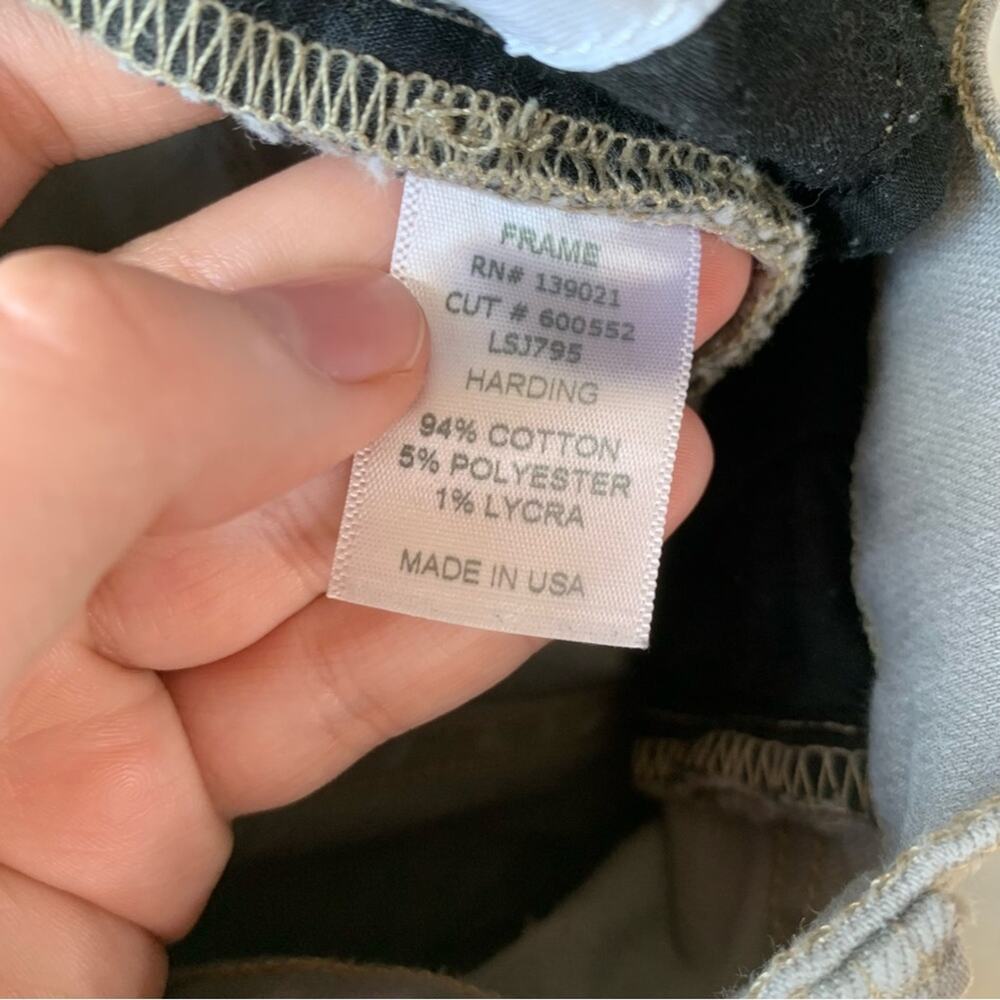 FRAME
RN# 139021
CUT # 600552
LSJ795
HARDING
94% COTTON
5% POLYESTER
1% LYCRA
MADE IN USA